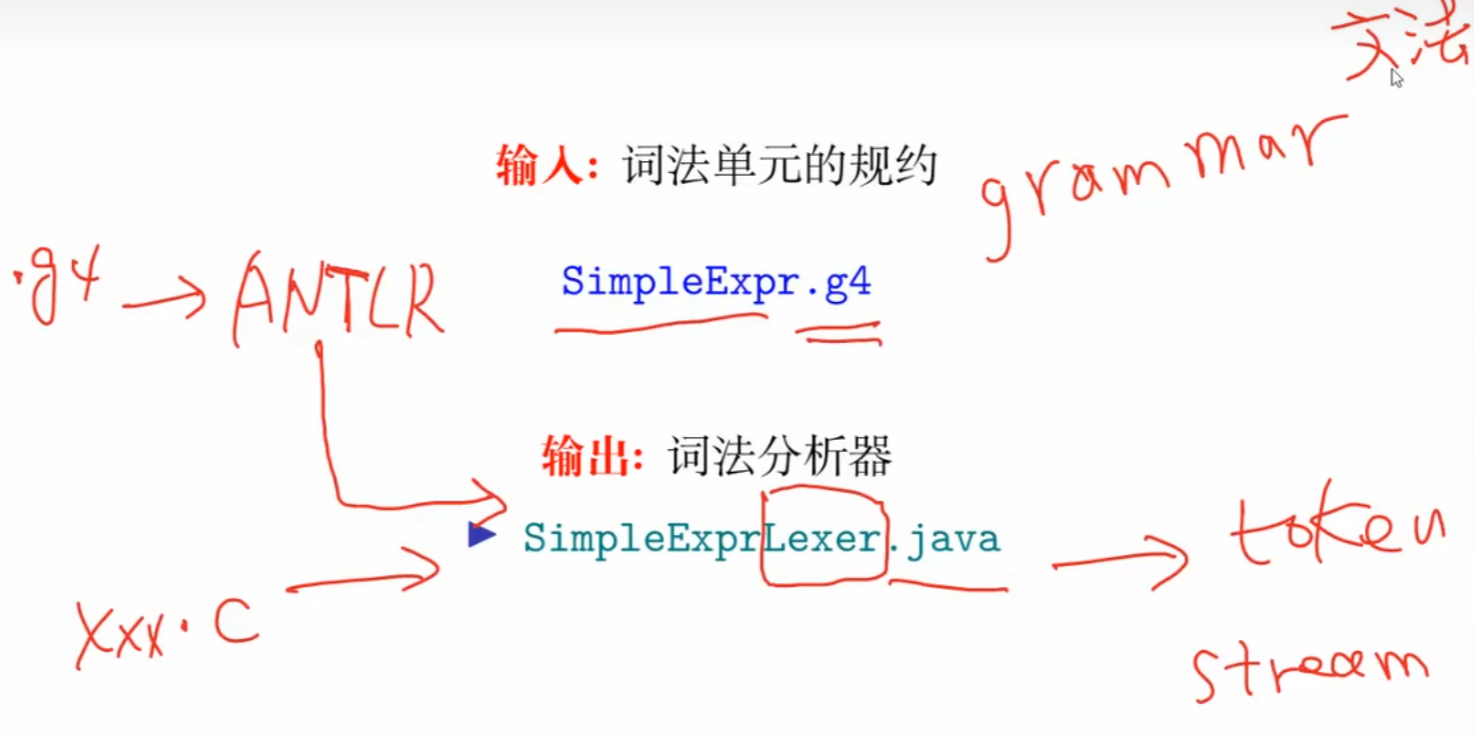 文法
输入: 词法单元的规约
grammar
.g4 → ANTLR
SimpleExpr.g4
输出: 词法分析器
SimpleExprLexer.java
token
xxx.c
stream